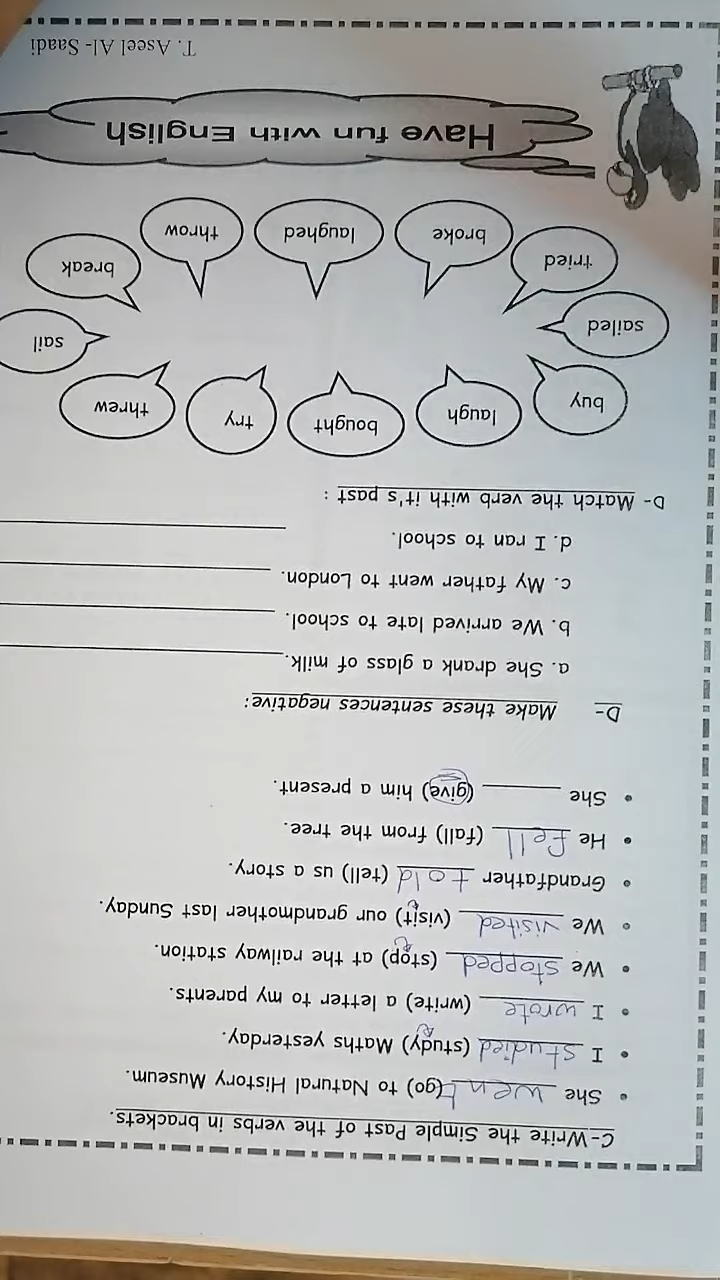 C-Write the Simple Past of the verbs in brackets.
• She went (go) to Natural History Museum.
• I studied (study) Maths yesterday.
• I wrote (write) a letter to my parents.
• We stopped (stop) at the railway station.
• We visited (visit) our grandmother last Sunday.
• Grandfather told (tell) us a story.
• He fell (fall) from the tree.
• She ______ (give) him a present.
D- Make these sentences negative:
a. She drank a glass of milk.
b. We arrived late to school.
c. My father went to London.
d. I ran to school.
D- Match the verb with it's past :
buy laugh bought try threw
sailed sail
tried broke laughed throw break
Have fun with English
T. Aseel Al- Saadi